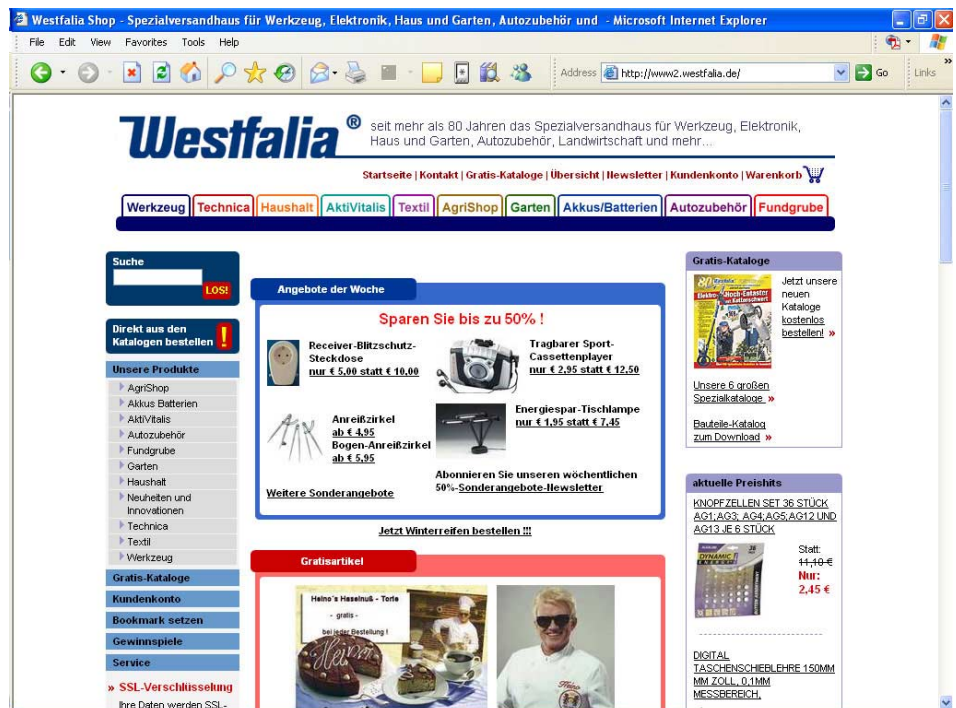 Westfalia Shop - Spezialversandhaus für Werkzeug, Elektronik, Haus und Garten, Autozubehör und - Microsoft Internet Explorer
File Edit View Favorites Tools Help
Address http://www2.westfalia.de/ Go Links
Westfalia ®
seit mehr als 80 Jahren das Spezialversandhaus für Werkzeug, Elektronik,
Haus und Garten, Autozubehör, Landwirtschaft und mehr...
Startseite | Kontakt | Gratis-Kataloge | Übersicht | Newsletter | Kundenkonto | Warenkorb
Werkzeug Technica Haushalt AktiVitalis Textil AgriShop Garten Akkus/Batterien Autozubehör Fundgrube
Suche
LOS!
Direkt aus den
Katalogen bestellen !
Unsere Produkte
AgriShop
Akkus Batterien
AktiVitalis
Autozubehör
Fundgrube
Garten
Haushalt
Neuheiten und
Innovationen
Technica
Textil
Werkzeug
Gratis-Kataloge
Kundenkonto
Bookmark setzen
Gewinnspiele
Service
» SSL-Verschlüsselung
Ihre Daten werden SSL-
Angebote der Woche
Sparen Sie bis zu 50% !
Receiver-Blitzschutz-
Steckdose
nur € 5,00 statt € 10,00
Tragbarer Sport-
Cassettenplayer
nur € 2,95 statt € 12,50
Anreißzirkel
ab € 4,95
Bogen-Anreißzirkel
ab € 5,95
Energiespar-Tischlampe
nur € 1,95 statt € 7,45
Weitere Sonderangebote
Abonnieren Sie unseren wöchentlichen
50%-Sonderangebote-Newsletter
Jetzt Winterreifen bestellen !!!
Gratisartikel
Heino's Haselnuß - Torte
- gratis -
bei jeder Bestellung !
Heino
Heino
Gratis-Kataloge
80 Westfalia
Elektro-Hoch-Entaster
mit Kettenschwert
Jetzt unsere
neuen
Kataloge
kostenlos
bestellen! »
Unsere 6 großen
Spezialkataloge »
Bauteile-Katalog
zum Download »
aktuelle Preishits
KNOPFZELLEN SET 36 STÜCK
AG1;AG3; AG4;AG5;AG12 UND
AG13 JE 6 STÜCK
DYNAMIC
ENERGY
Statt:
11,10 €
Nur:
2,45 €
DIGITAL
TASCHENSCHIEBLEHRE 150MM
MM ZOLL, 0,1MM
MESSBEREICH,